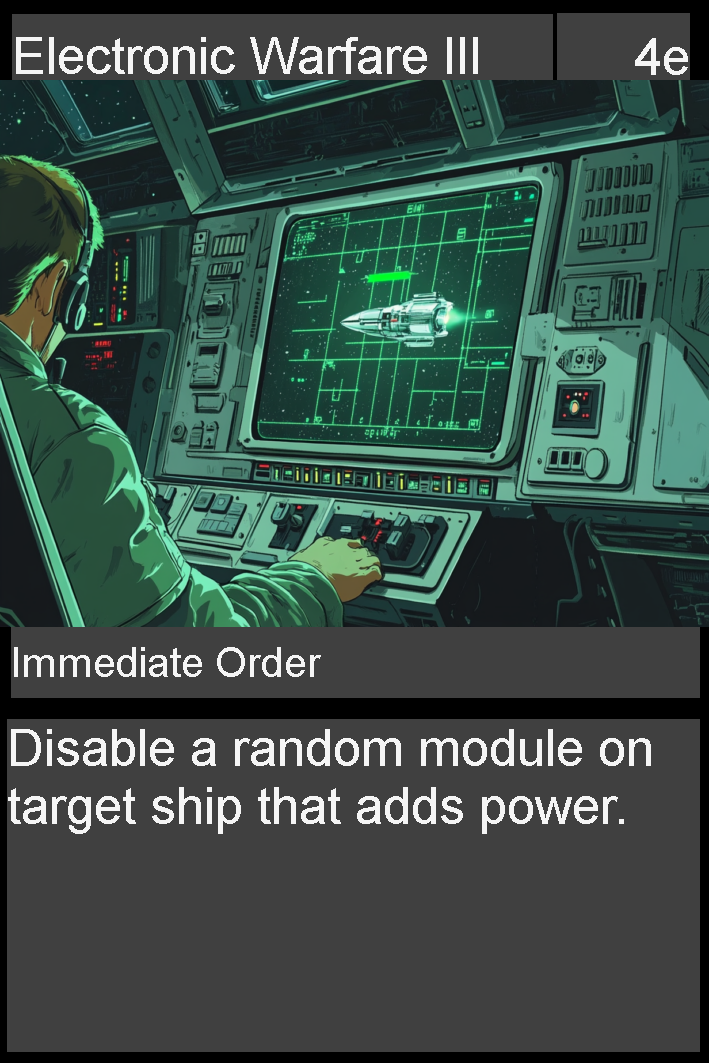 Electronic Warfare III
4e
Immediate Order
Disable a random module on
target ship that adds power.